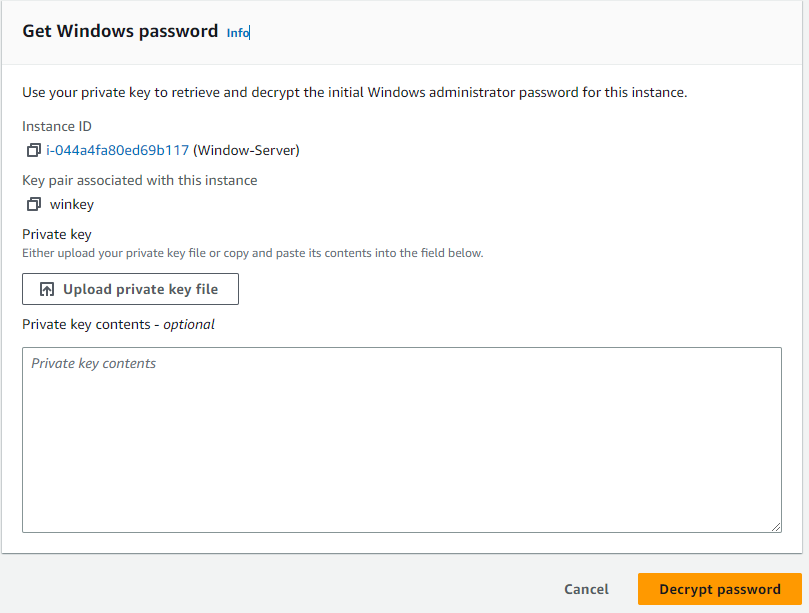 Get Windows password Info
Use your private key to retrieve and decrypt the initial Windows administrator password for this instance.
Instance ID
i-044a4fa80ed69b117 (Window-Server)
Key pair associated with this instance
winkey
Private key
Either upload your private key file or copy and paste its contents into the field below.
Upload private key file
Private key contents - optional
Private key contents
Cancel Decrypt password